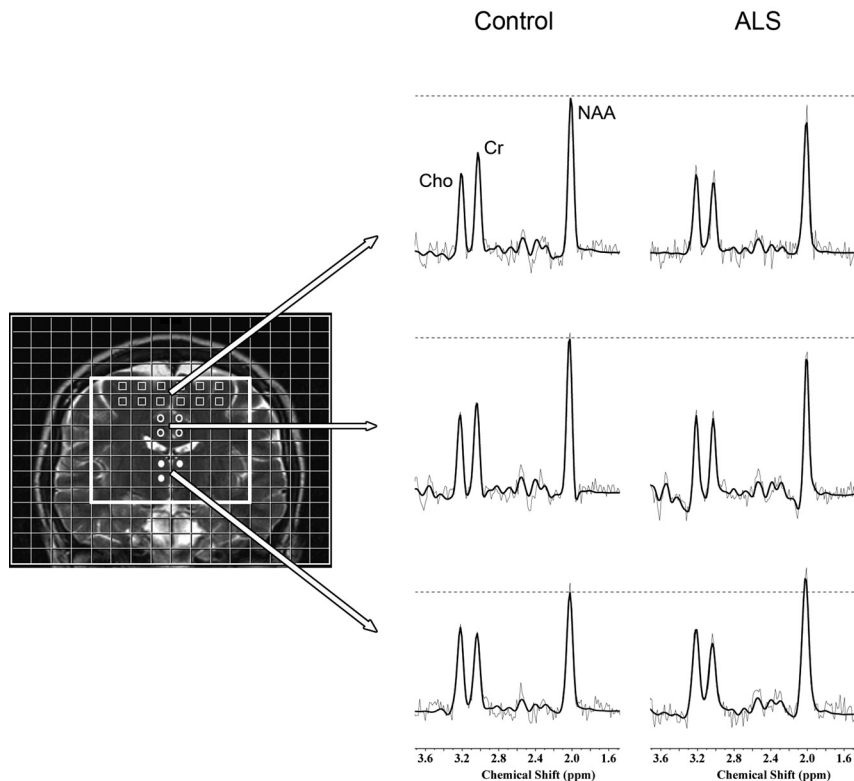 Control ALS
NAA
Cr
Cho
3.6 3.2 2.8 2.4 2.0 1.6 3.6 3.2 2.8 2.4 2.0 1.6
Chemical Shift (ppm) Chemical Shift (ppm)